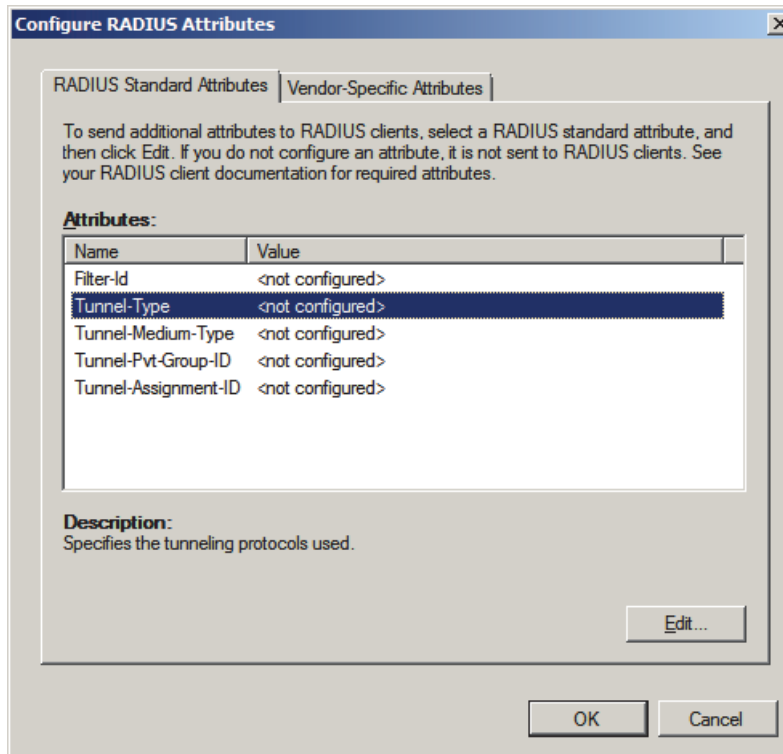 Configure RADIUS Attributes
RADIUS Standard Attributes Vendor-Specific Attributes
To send additional attributes to RADIUS clients, select a RADIUS standard attribute, and
then click Edit. If you do not configure an attribute, it is not sent to RADIUS clients. See
your RADIUS client documentation for required attributes.
Attributes:
Name Value
Filter-Id <not configured>
Tunnel-Type <not configured>
Tunnel-Medium-Type <not configured>
Tunnel-Pvt-Group-ID <not configured>
Tunnel-Assignment-ID <not configured>
Description:
Specifies the tunneling protocols used.
Edit...
OK Cancel